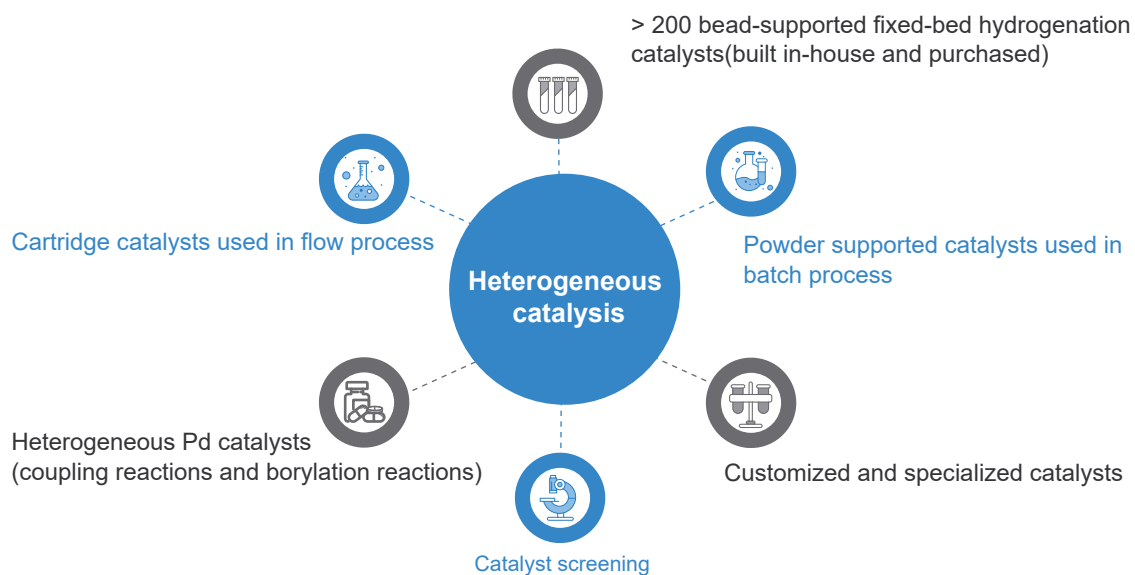 > 200 bead-supported fixed-bed hydrogenation
catalysts(built in-house and purchased)
Cartridge catalysts used in flow process
Powder supported catalysts used in
batch process
Heterogeneous
catalysis
Heterogeneous Pd catalysts
(coupling reactions and borylation reactions)
Customized and specialized catalysts
Catalyst screening